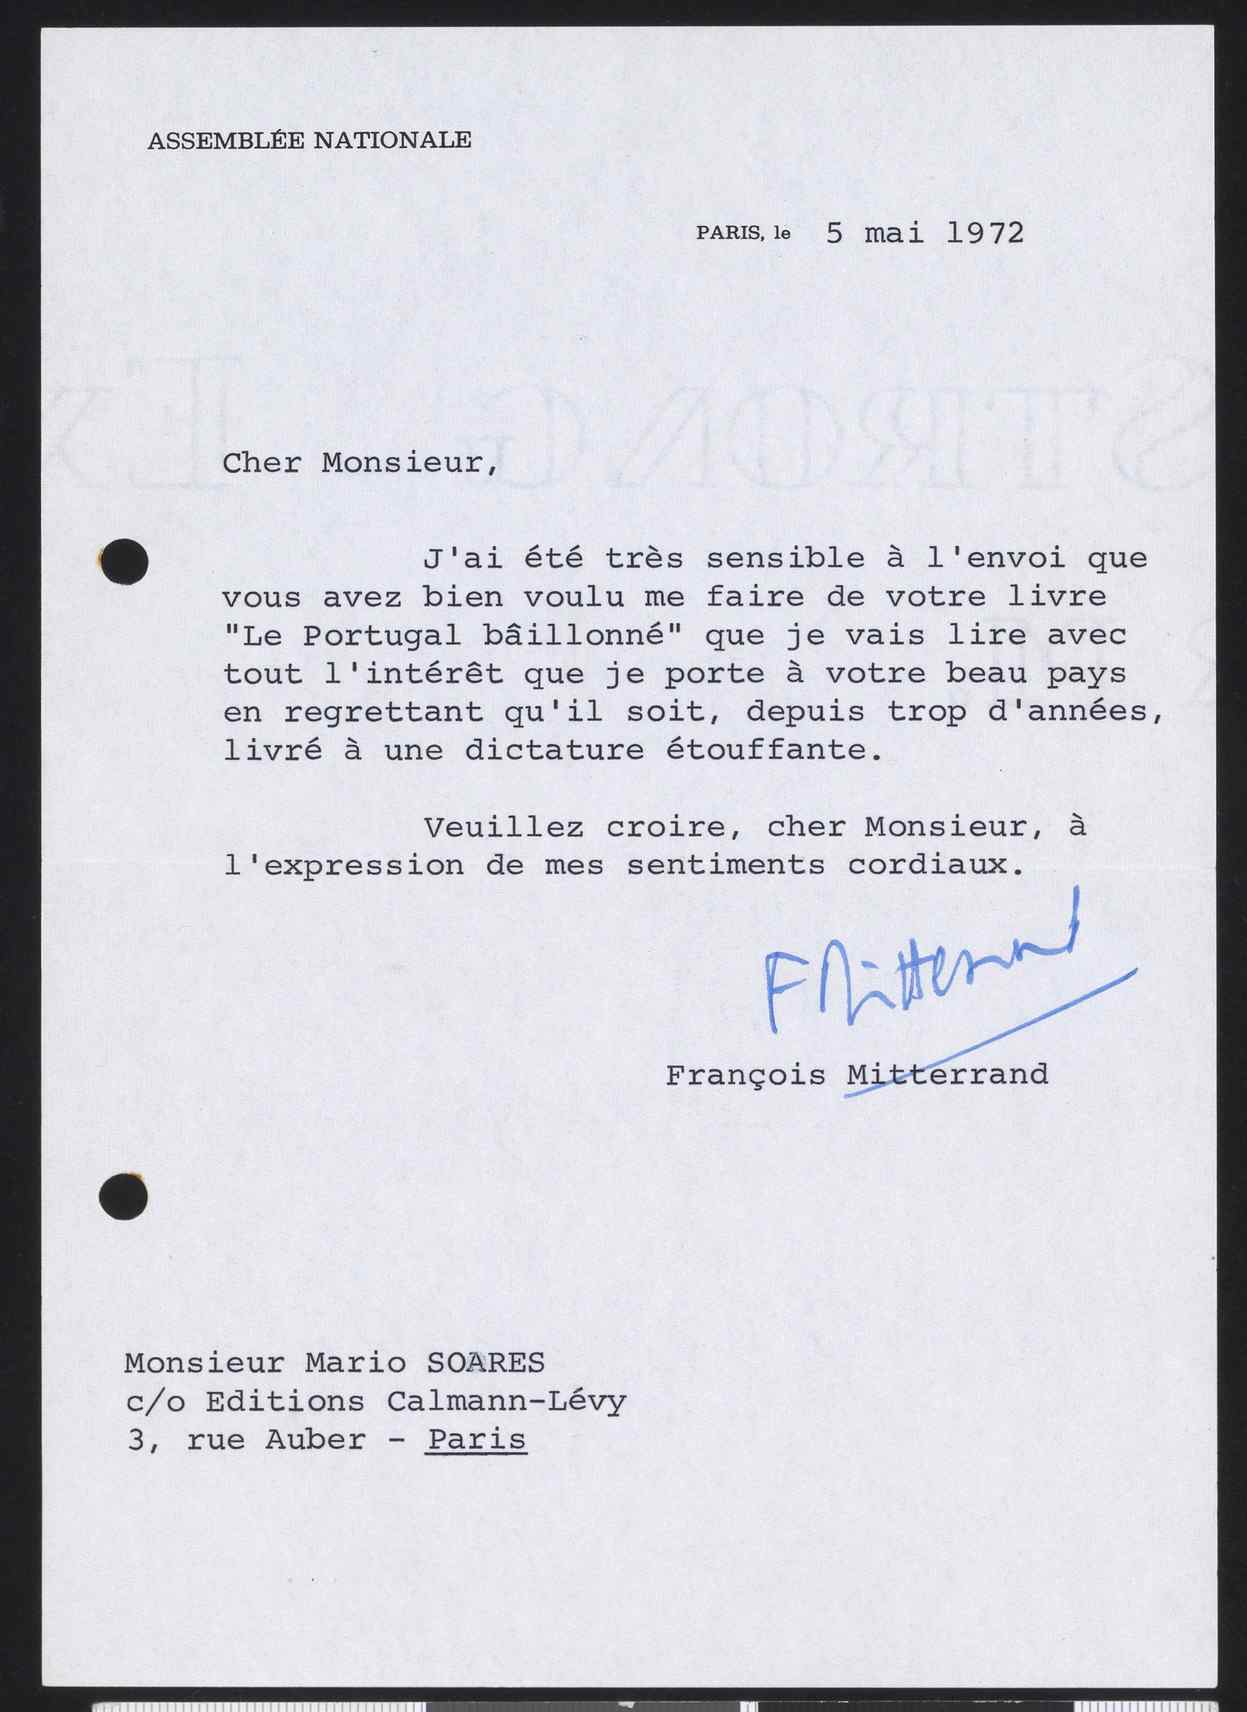 ASSEMBLÉE NATIONALE
PARIS, le 5 mai 1972
Cher Monsieur,
J'ai été très sensible à l'envoi que
vous avez bien voulu me faire de votre livre
"Le Portugal bâillonné" que je vais lire avec
tout l'intérêt que je porte à votre beau pays
en regrettant qu'il soit, depuis trop d'années,
livré à une dictature étouffante.
Veuillez croire, cher Monsieur, à
l'expression de mes sentiments cordiaux.
F Mitterrand
François Mitterrand
Monsieur Mario SOARES
c/o Editions Calmann-Lévy
3, rue Auber - Paris